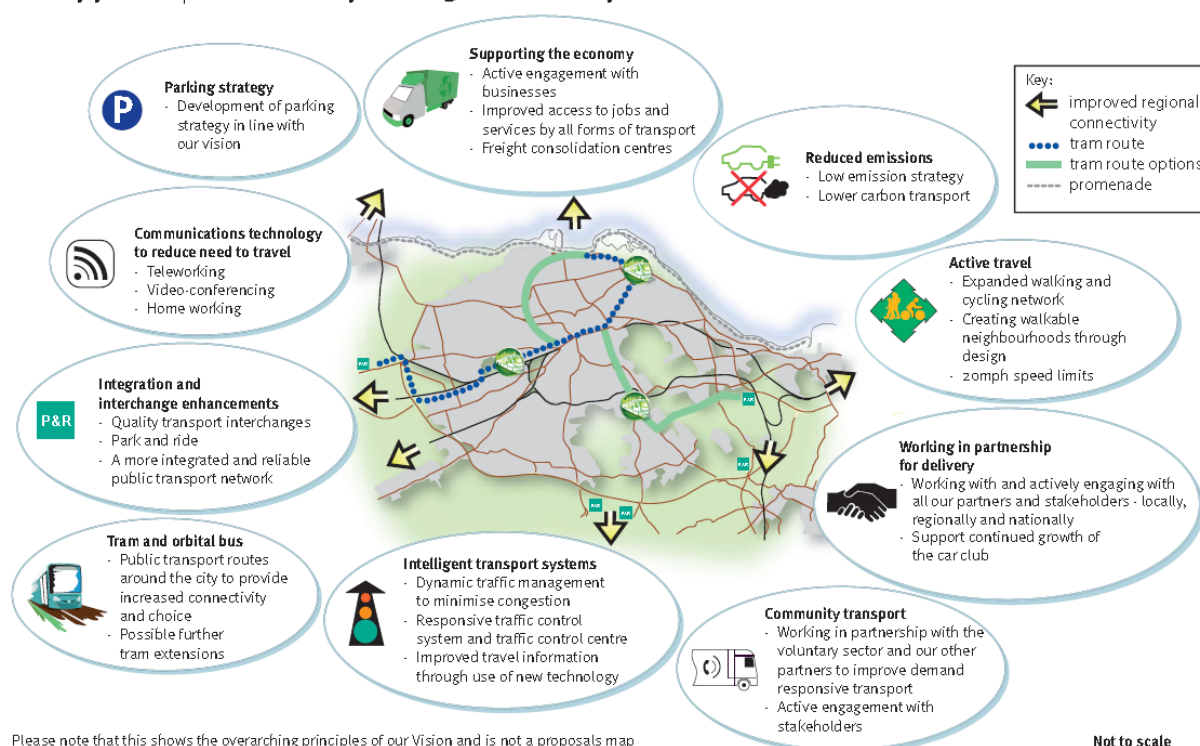 Supporting the economy
- Active engagement with
businesses
- Improved access to jobs and
services by all forms of transport
- Freight consolidation centres
P
Parking strategy
- Development of parking
strategy in line with
our vision
Key:
improved regional
connectivity
tram route
tram route options
promenade
Reduced emissions
- Low emission strategy
- Lower carbon transport
Communications technology
to reduce need to travel
- Teleworking
- Video-conferencing
- Home working
Active travel
- Expanded walking and
cycling network
- Creating walkable
neighbourhoods through
design
- 20mph speed limits
P&R
Integration and
interchange enhancements
- Quality transport interchanges
- Park and ride
- A more integrated and reliable
public transport network
P&R
P&R
P&R
P&R
P&R
Working in partnership
for delivery
- Working with and actively engaging with
all our partners and stakeholders - locally,
regionally and nationally
- Support continued growth of
the car club
Tram and orbital bus
- Public transport routes
around the city to provide
increased connectivity
and choice
- Possible further
tram extensions
Intelligent transport systems
- Dynamic traffic management
to minimise congestion
- Responsive traffic control
system and traffic control centre
- Improved travel information
through use of new technology
Community transport
- Working in partnership with the
voluntary sector and our other
partners to improve demand
responsive transport
- Active engagement with
stakeholders
Please note that this shows the overarching principles of our Vision and is not a proposals map
Not to scale